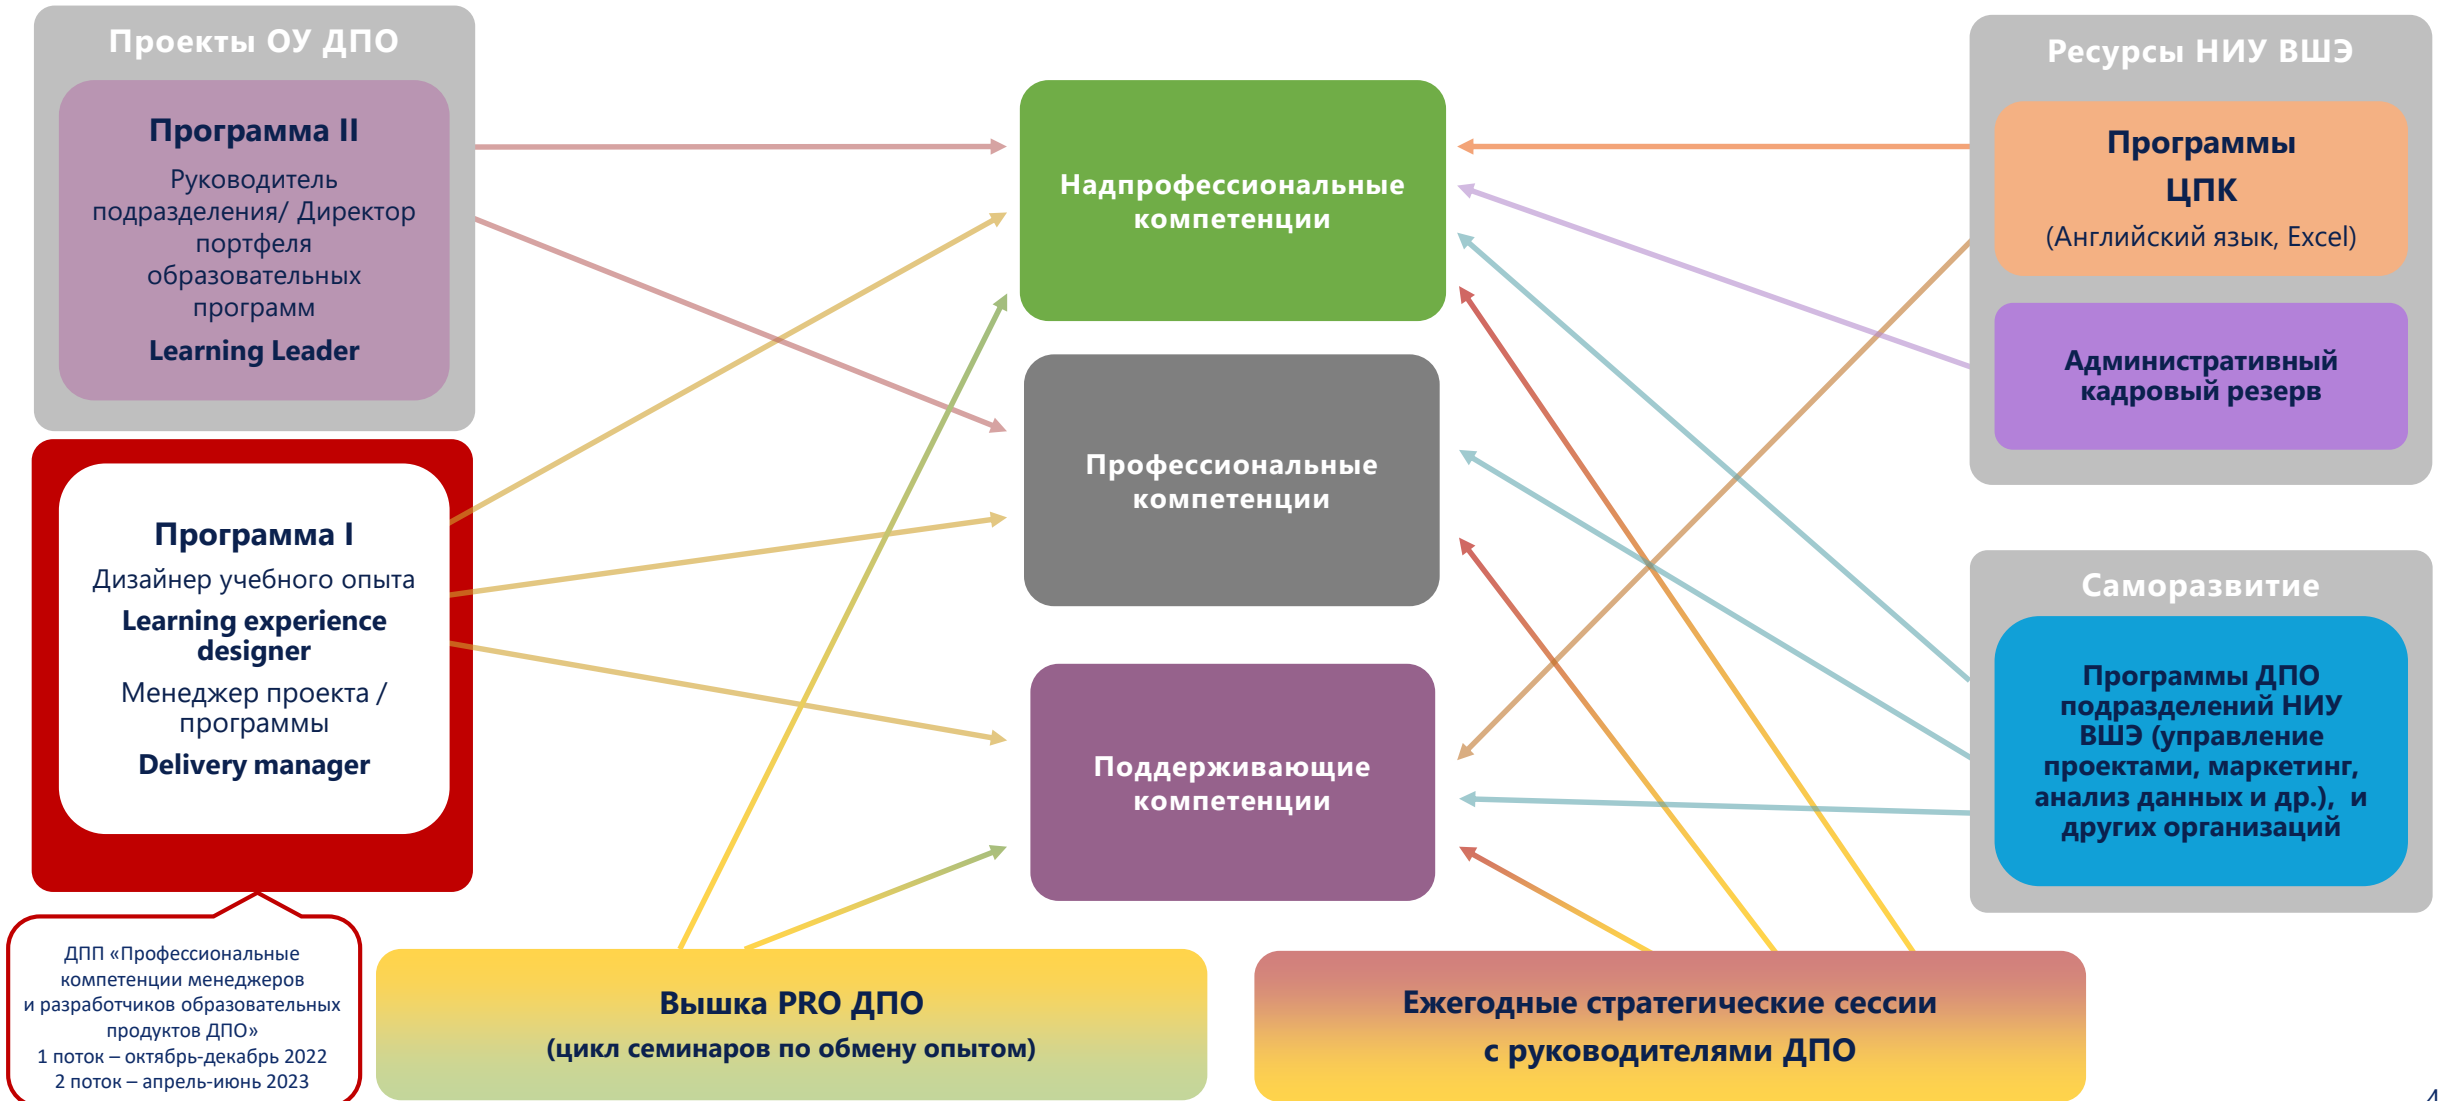 Проекты ОУ ДПО
Программа II
Руководитель
подразделения/ Директор
портфеля
образовательных
программ
Learning Leader
Программа I
Дизайнер учебного опыта
Learning experience
designer
Менеджер проекта /
программы
Delivery manager
ДПП «Профессиональные
компетенции менеджеров
и разработчиков образовательных
продуктов ДПО»
1 поток – октябрь-декабрь 2022
2 поток – апрель-июнь 2023
Надпрофессиональные
компетенции
Профессиональные
компетенции
Поддерживающие
компетенции
Вышка PRO ДПО
(цикл семинаров по обмену опытом)
Ежегодные стратегические сессии
с руководителями ДПО
Ресурсы НИУ ВШЭ
Программы
ЦПК
(Английский язык, Excel)
Административный
кадровый резерв
Саморазвитие
Программы ДПО
подразделений НИУ
ВШЭ (управление
проектами, маркетинг,
анализ данных и др.), и
других организаций
4